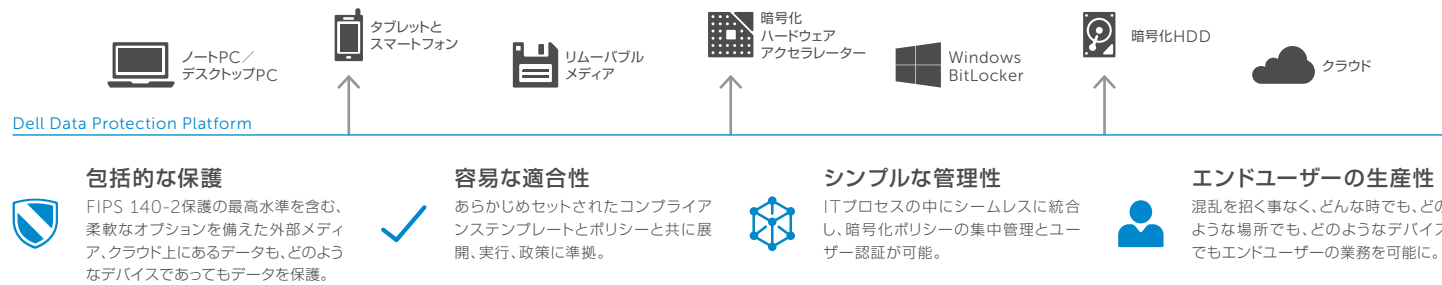 ノートPC／
デスクトップPC
タブレットと
スマートフォン
リムーバブル
メディア
暗号化
ハードウェア
アクセラレーター
Windows
BitLocker
暗号化HDD
クラウド
Dell Data Protection Platform
包括的な保護
FIPS 140-2保護の最高水準を含む、
柔軟なオプションを備えた外部メディ
ア、クラウド上にあるデータも、どのよう
なデバイスであってもデータを保護。
容易な適合性
あらかじめセットされたコンプライア
ンステンプレートとポリシーと共に展
開、実行、政策に準拠。
シンプルな管理性
ITプロセスの中にシームレスに統合
し、暗号化ポリシーの集中管理とユー
ザー認証が可能。
エンドユーザーの生産性
混乱を招く事なく、どんな時でも、どの
ような場所でも、どのようなデバイス
でもエンドユーザーの業務を可能に。